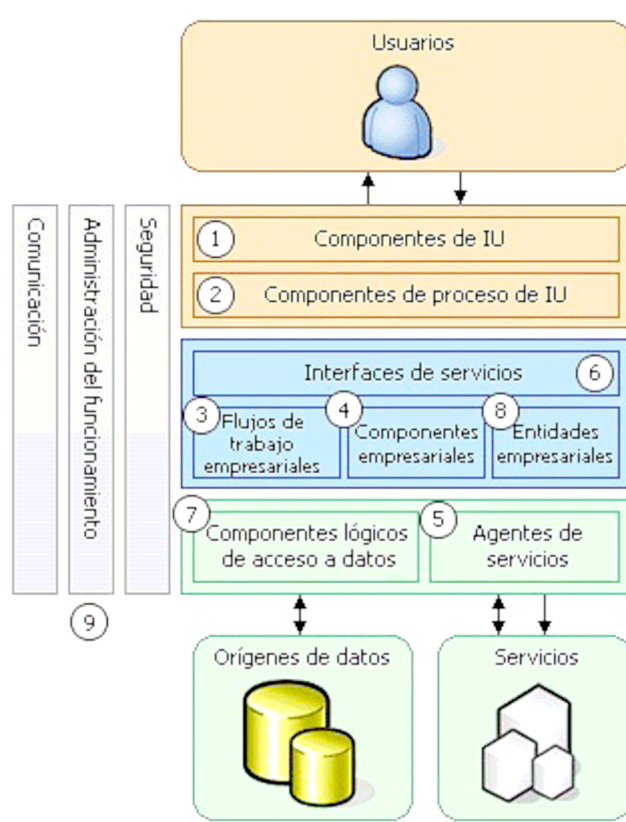 Usuarios
Comunicación
Administración del funcionamiento
Seguridad
1
Componentes de IU
2
Componentes de proceso de IU
Interfaces de servicios
6
3
Flujos de
trabajo
empresariales
4
Componentes
empresariales
8
Entidades
empresariales
7
Componentes lógicos
de acceso a datos
5
Agentes de
servicios
9
Orígenes de datos
Servicios